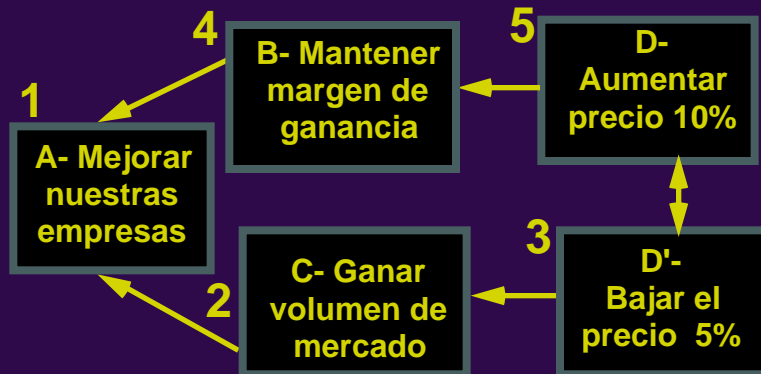 1
A- Mejorar
nuestras
empresas
4
B- Mantener
margen de
ganancia
5
D-
Aumentar
precio 10%
2
C- Ganar
volumen de
mercado
3
D'-
Bajar el
precio 5%